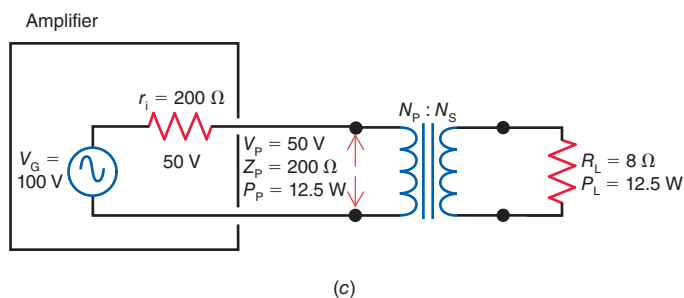 Amplifier
r_i = 200 Ω
N_P : N_S
V_G = 100 V
50 V
V_P = 50 V
Z_P = 200 Ω
P_P = 12.5 W
R_L = 8 Ω
P_L = 12.5 W
(c)